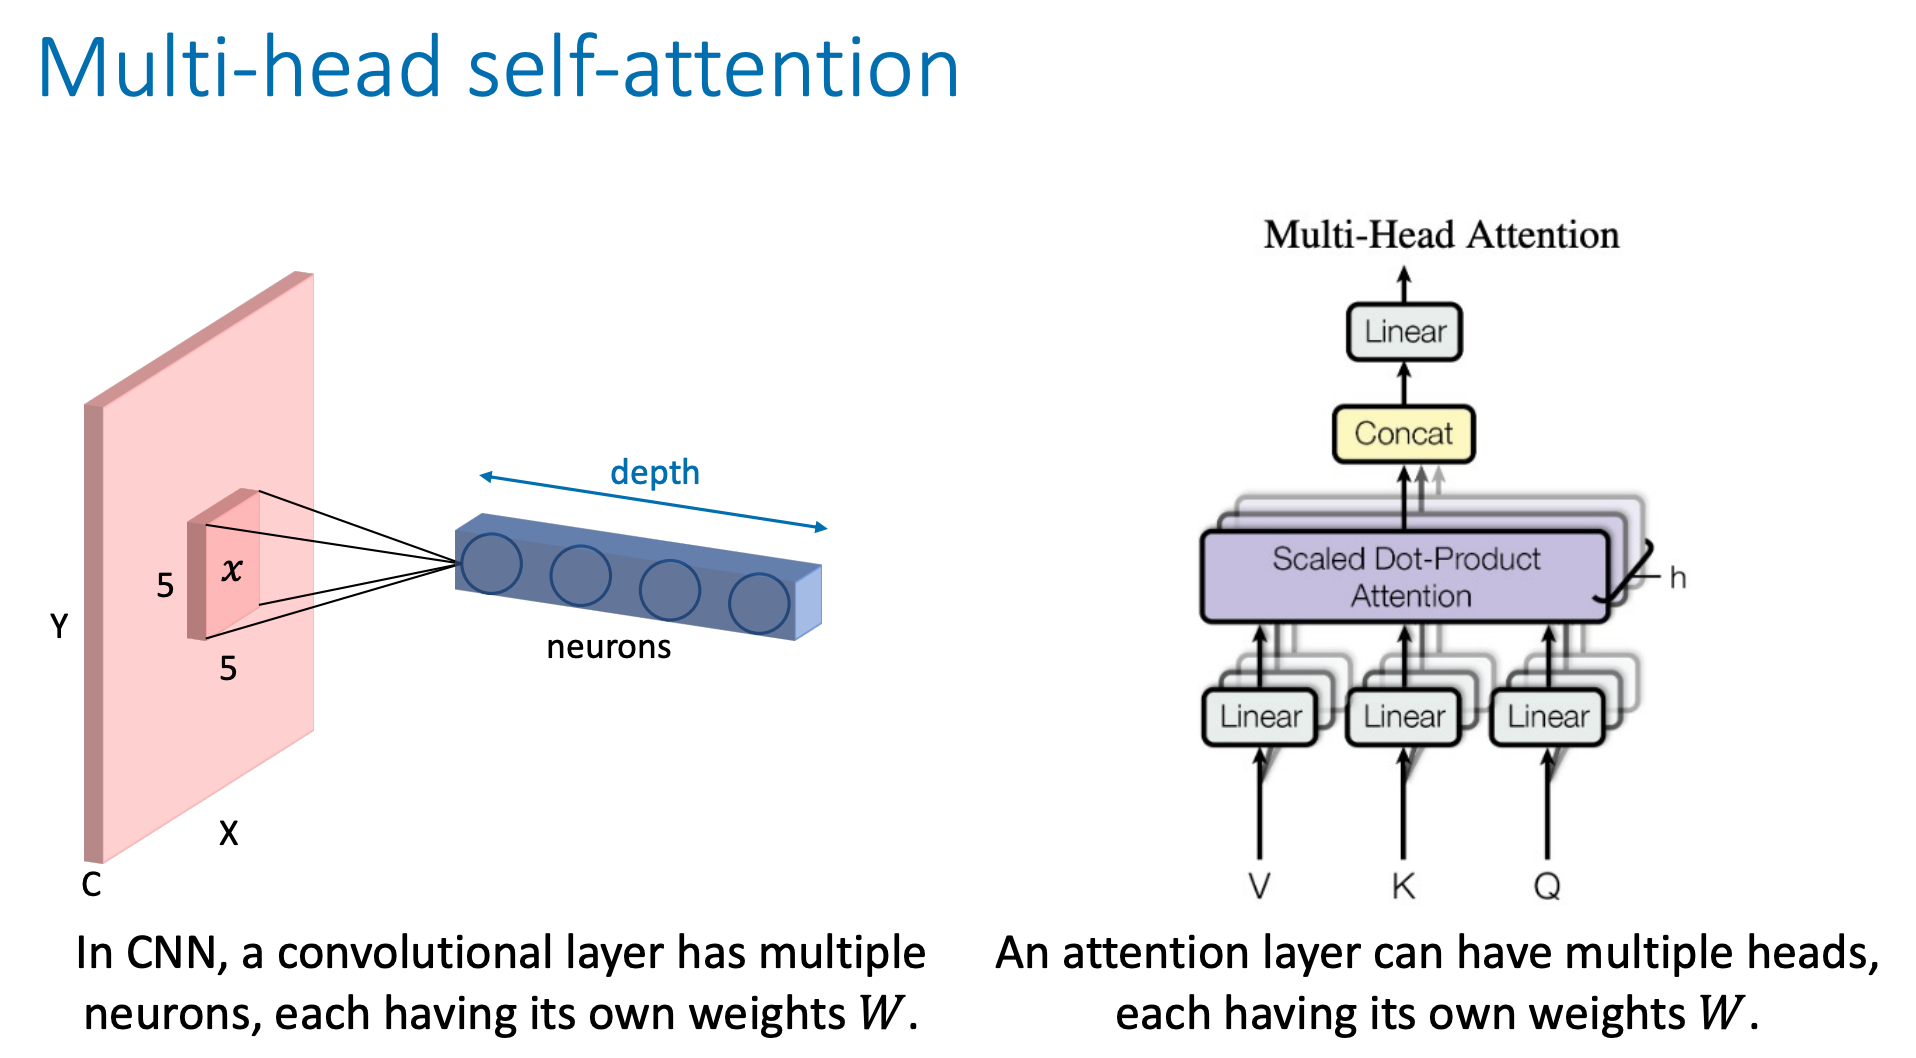 Multi-head self-attention
depth
x
5
Y
5
neurons
X
C
In CNN, a convolutional layer has multiple
neurons, each having its own weights W.
Multi-Head Attention
Linear
Concat
Scaled Dot-Product
Attention
h
Linear Linear Linear
V K Q
An attention layer can have multiple heads,
each having its own weights W.